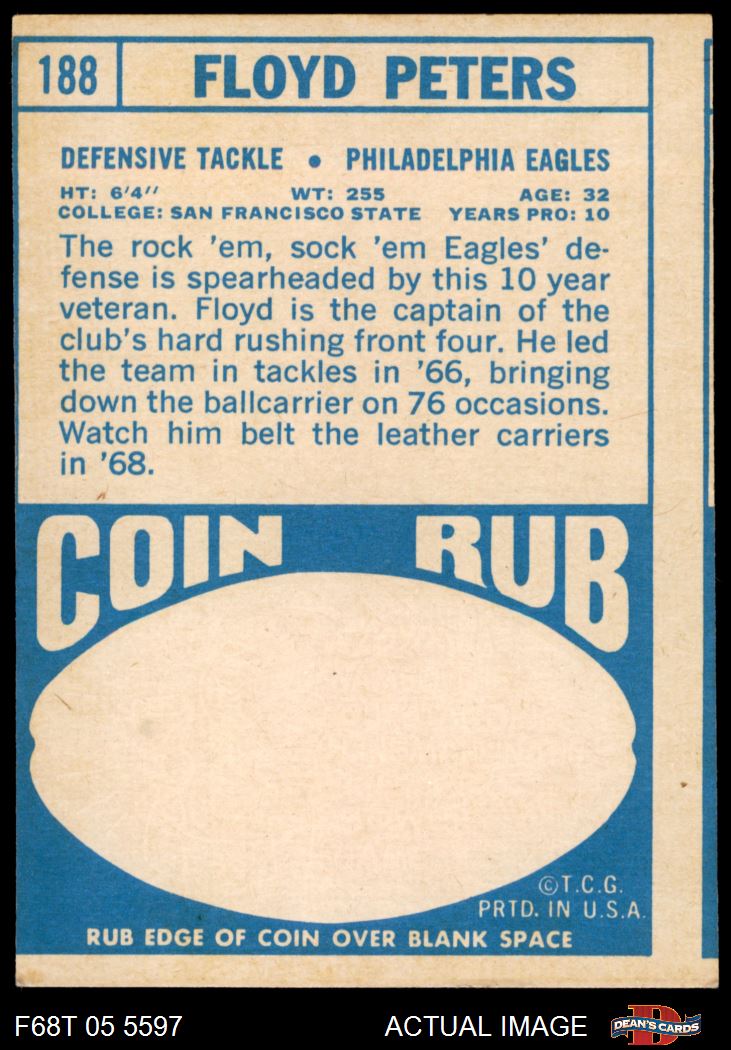 188 FLOYD PETERS
DEFENSIVE TACKLE • PHILADELPHIA EAGLES
HT: 6'4'' WT: 255 AGE: 32
COLLEGE: SAN FRANCISCO STATE YEARS PRO: 10
The rock 'em, sock 'em Eagles' de-
fense is spearheaded by this 10 year
veteran. Floyd is the captain of the
club's hard rushing front four. He led
the team in tackles in '66, bringing
down the ballcarrier on 76 occasions.
Watch him belt the leather carriers
in '68.
COIN RUB
©T.C.G.
PRTD. IN U.S.A.
RUB EDGE OF COIN OVER BLANK SPACE
F68T 05 5597 ACTUAL IMAGE D DEAN'S CARDS